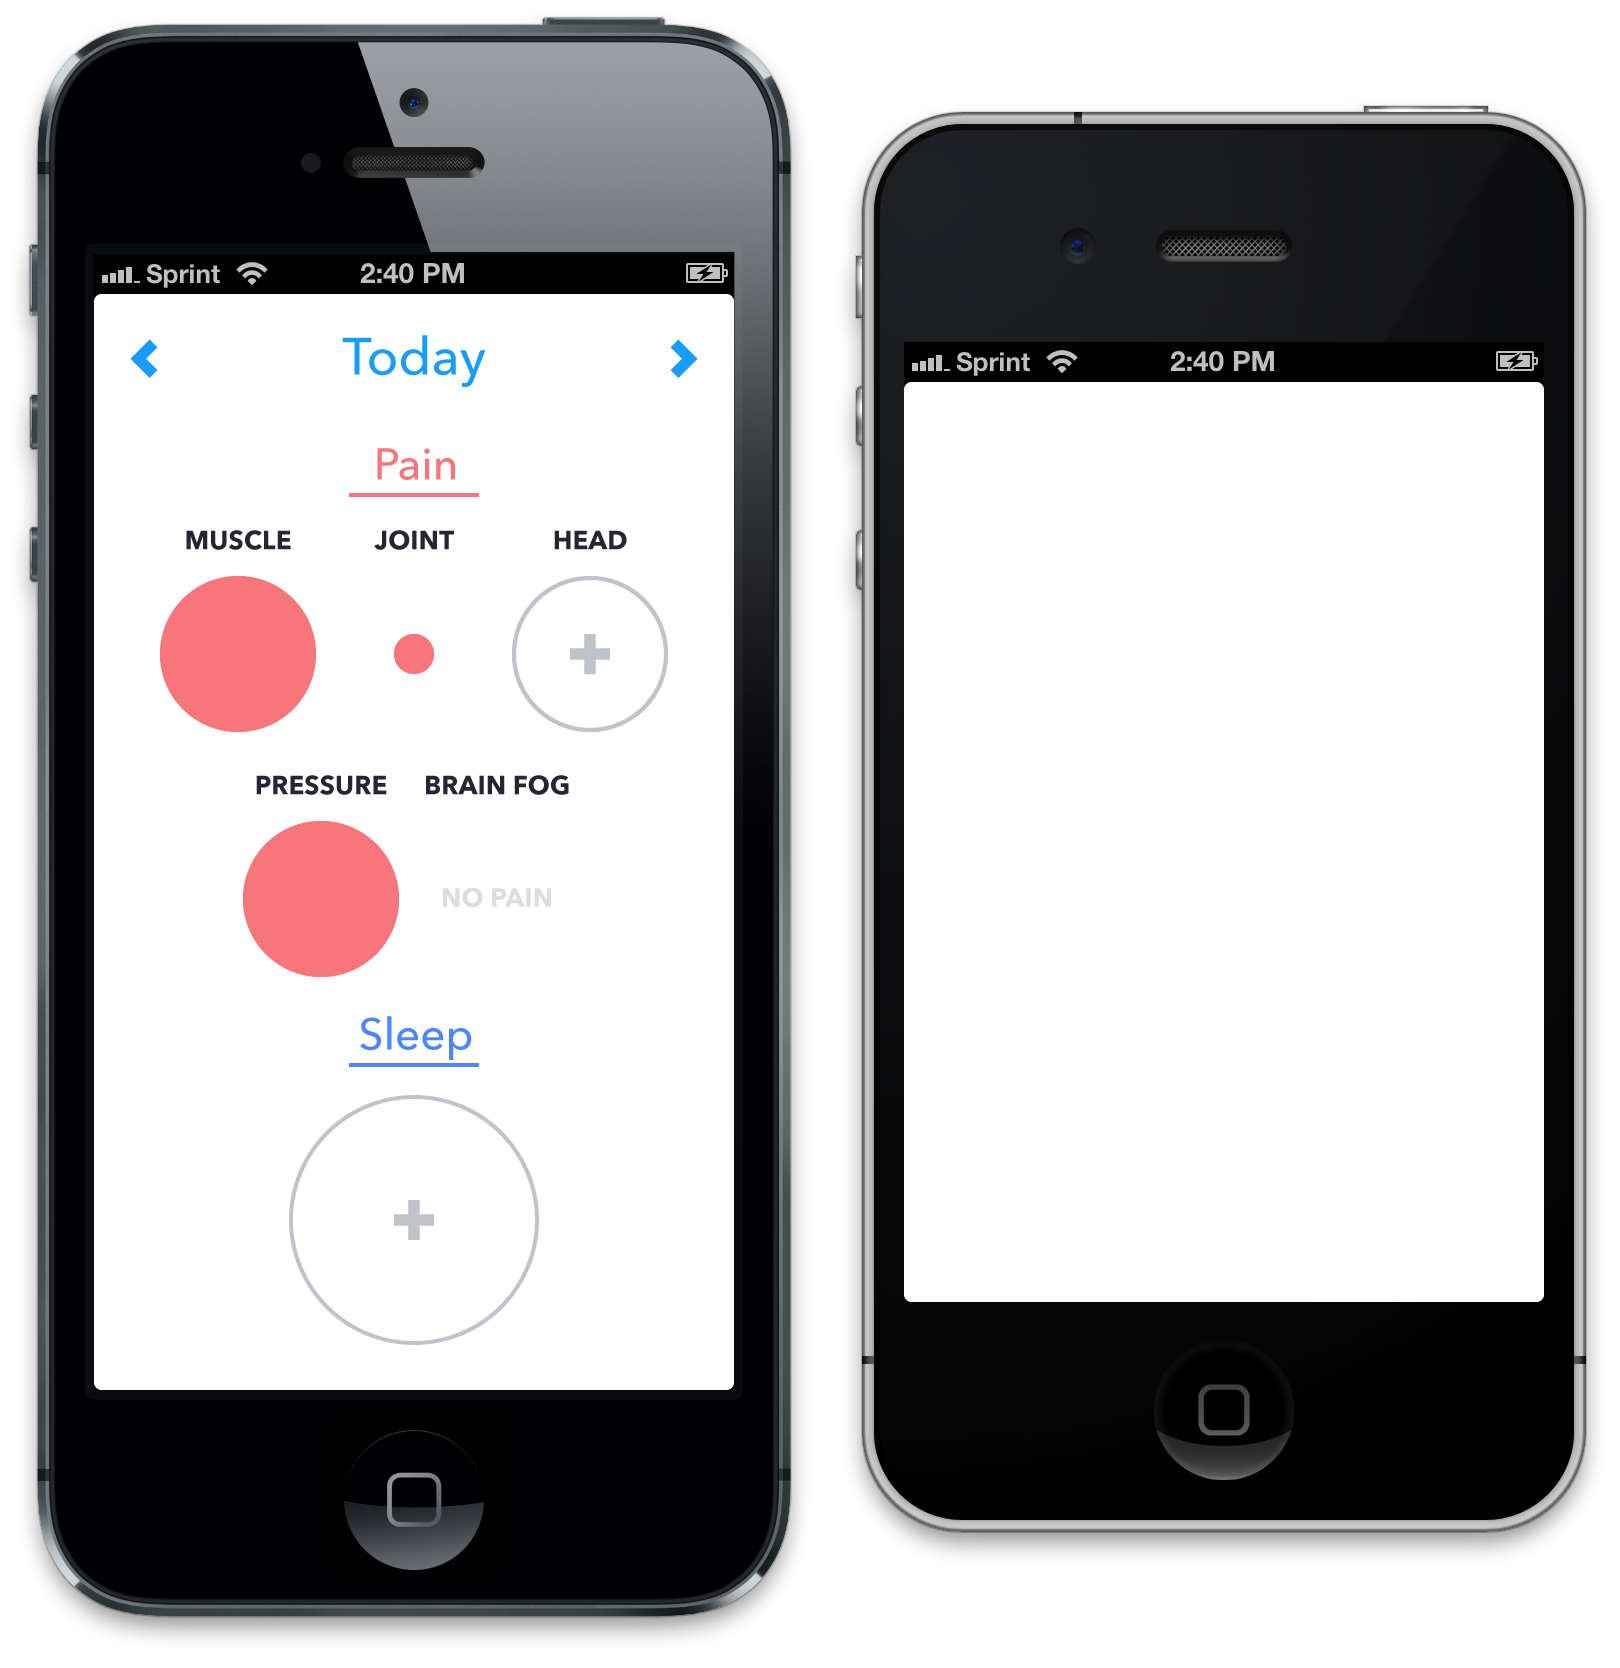 Sprint 2:40 PM
Today
Pain
MUSCLE JOINT HEAD
PRESSURE BRAIN FOG
NO PAIN
Sleep
Sprint 2:40 PM